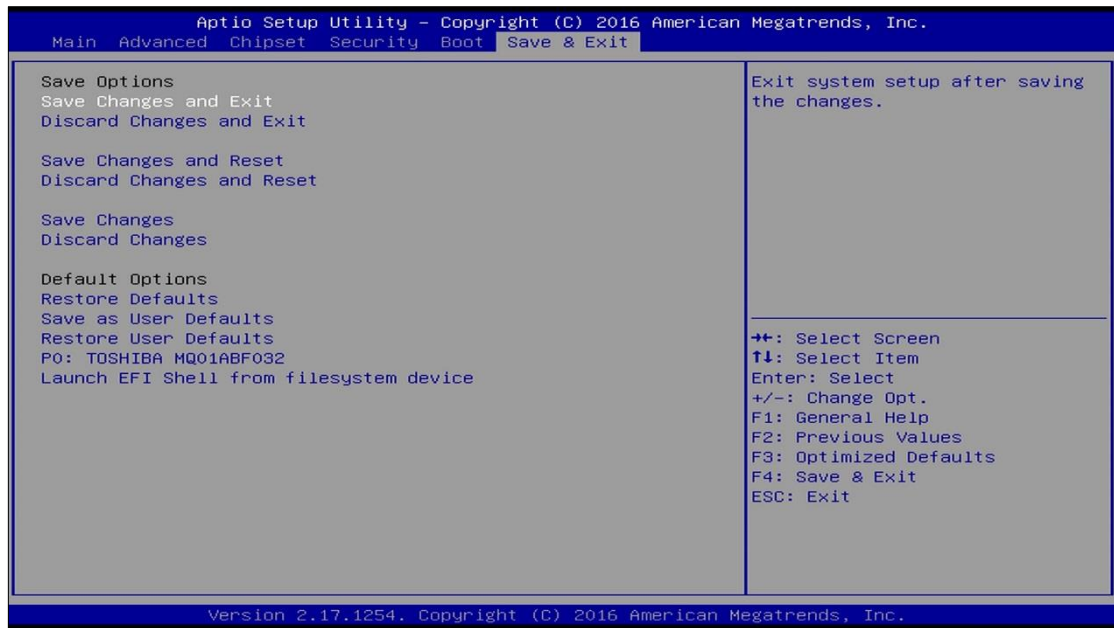 Aptio Setup Utility – Copyright (C) 2016 American Megatrends, Inc.
Main Advanced Chipset Security Boot Save & Exit
Save Options
Save Changes and Exit
Discard Changes and Exit
Save Changes and Reset
Discard Changes and Reset
Save Changes
Discard Changes
Default Options
Restore Defaults
Save as User Defaults
Restore User Defaults
P0: TOSHIBA MQ01ABF032
Launch EFI Shell from filesystem device
Exit system setup after saving
the changes.
→←: Select Screen
↑↓: Select Item
Enter: Select
+/-: Change Opt.
F1: General Help
F2: Previous Values
F3: Optimized Defaults
F4: Save & Exit
ESC: Exit
Version 2.17.1254. Copyright (C) 2016 American Megatrends, Inc.